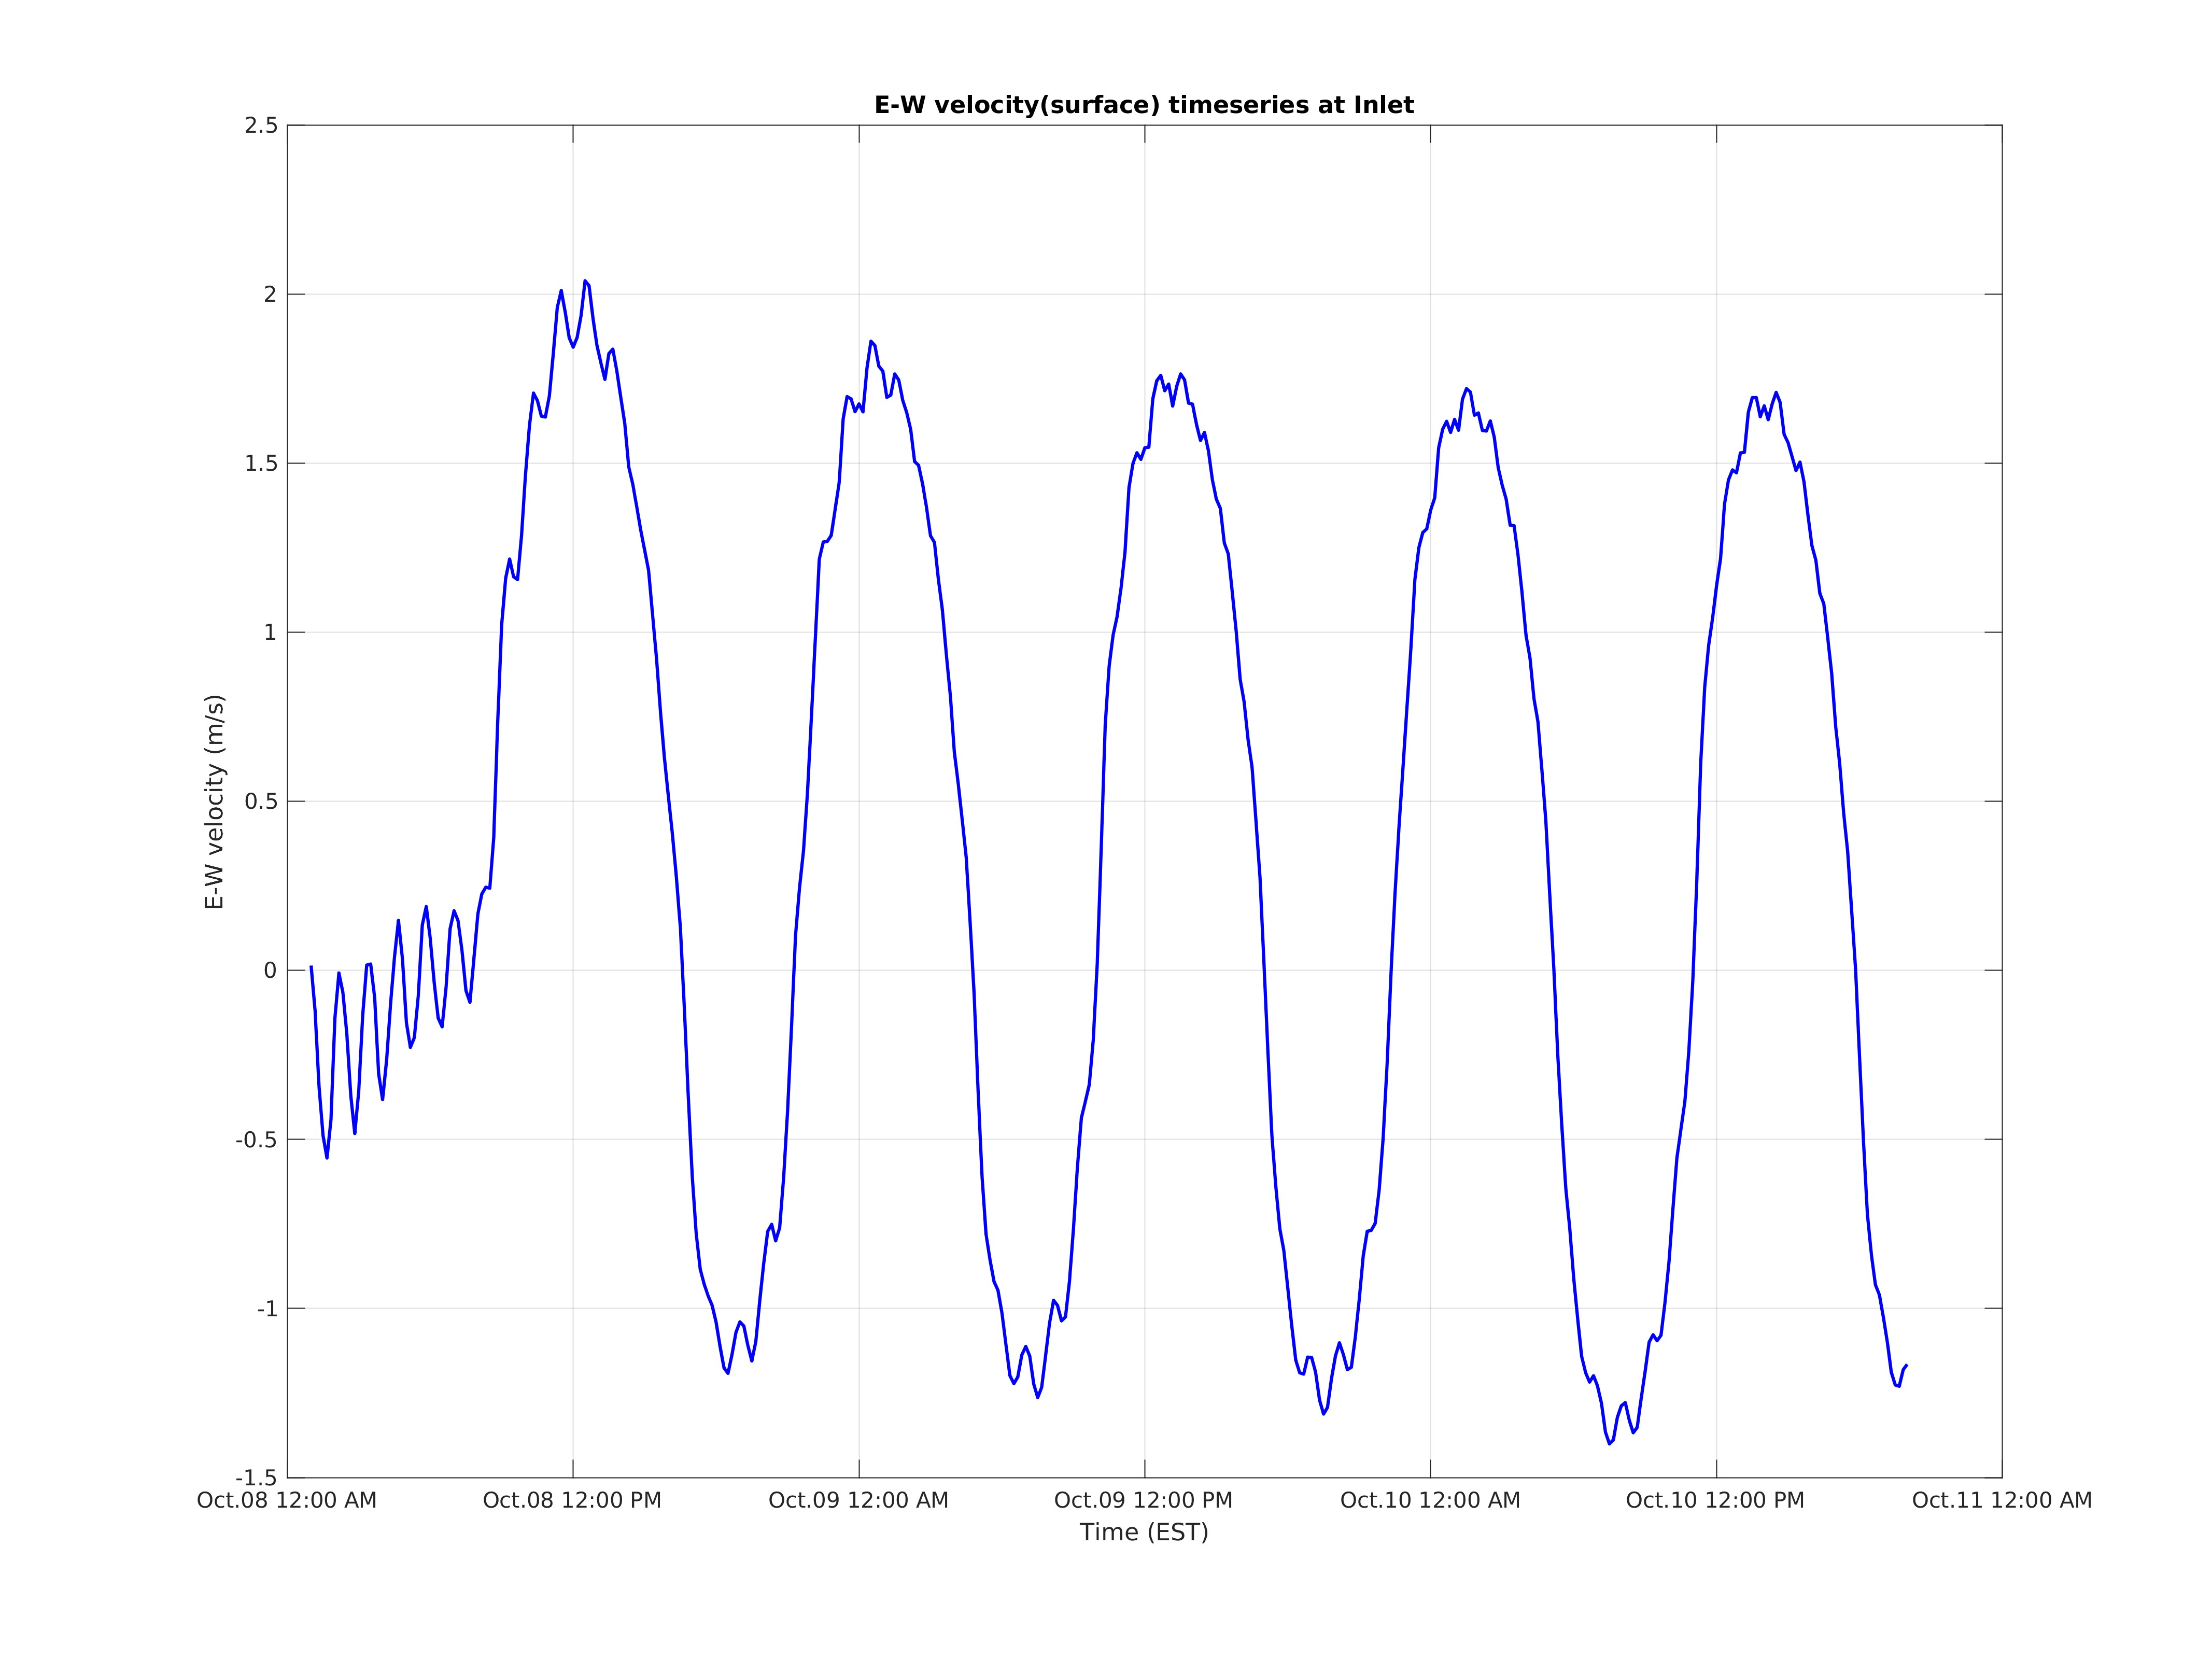 E-W velocity(surface) timeseries at Inlet
E-W velocity (m/s)
2.5
2
1.5
1
0.5
0
-0.5
-1
-1.5
Oct.08 12:00 AM Oct.08 12:00 PM Oct.09 12:00 AM Oct.09 12:00 PM Oct.10 12:00 AM Oct.10 12:00 PM Oct.11 12:00 AM
Time (EST)